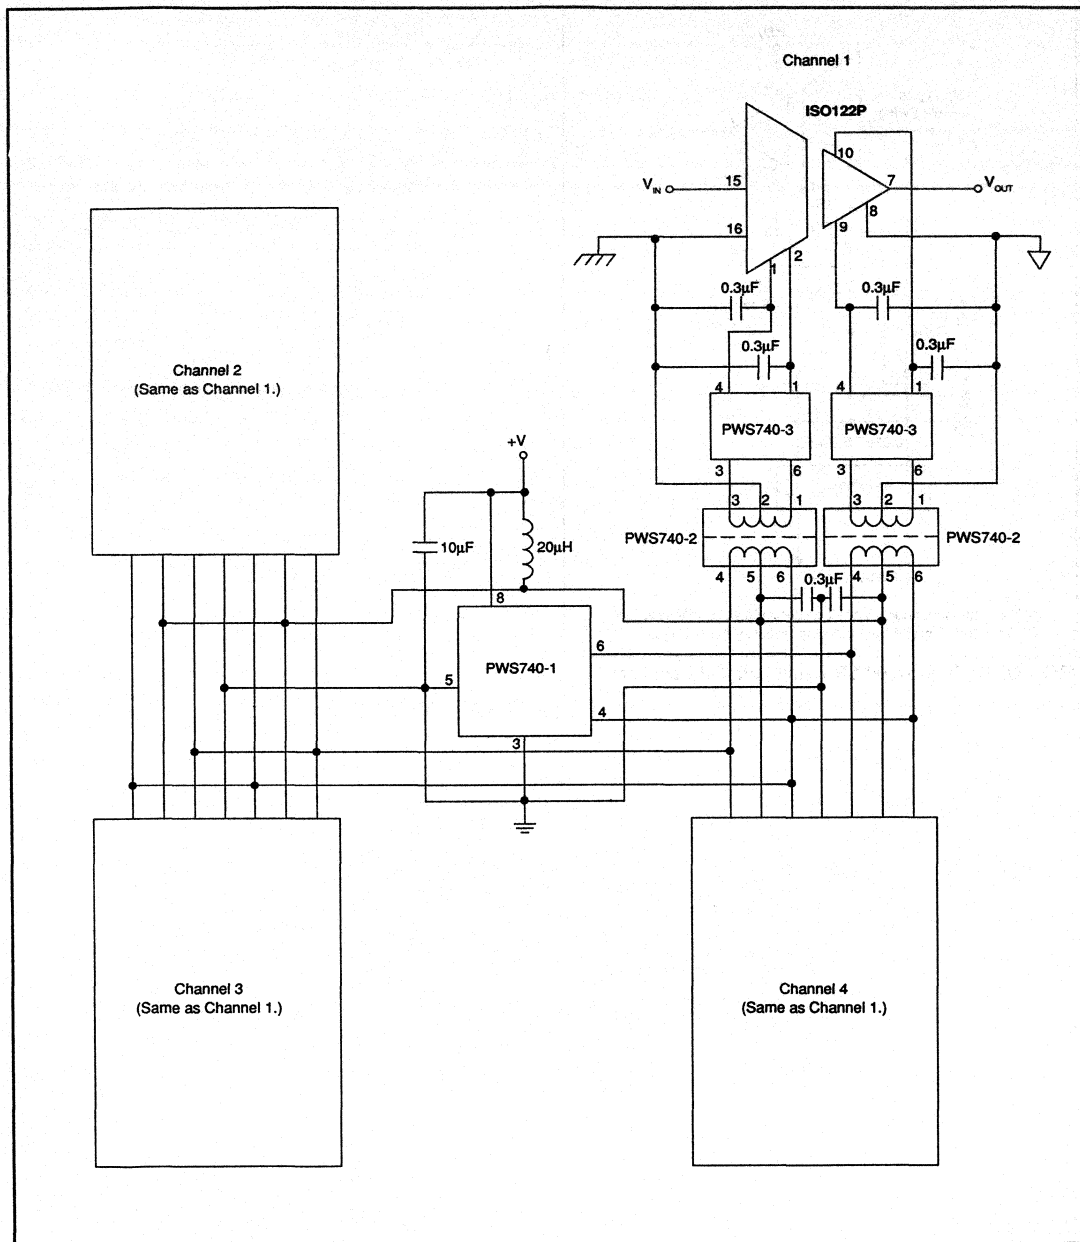 Channel 1
ISO122P
10
V_IN 15
7 V_OUT
8
16
9
1 2
0.3µF 0.3µF
0.3µF
Channel 2
(Same as Channel 1.)
4 1 4 1
PWS740-3 PWS740-3
+V
3 6 3 6
3 2 1 3 2 1
10µF 20µH
PWS740-2 PWS740-2
4 5 6 0.3µF 4 5 6
8
6
PWS740-1
5
4
3
Channel 3
(Same as Channel 1.)
Channel 4
(Same as Channel 1.)